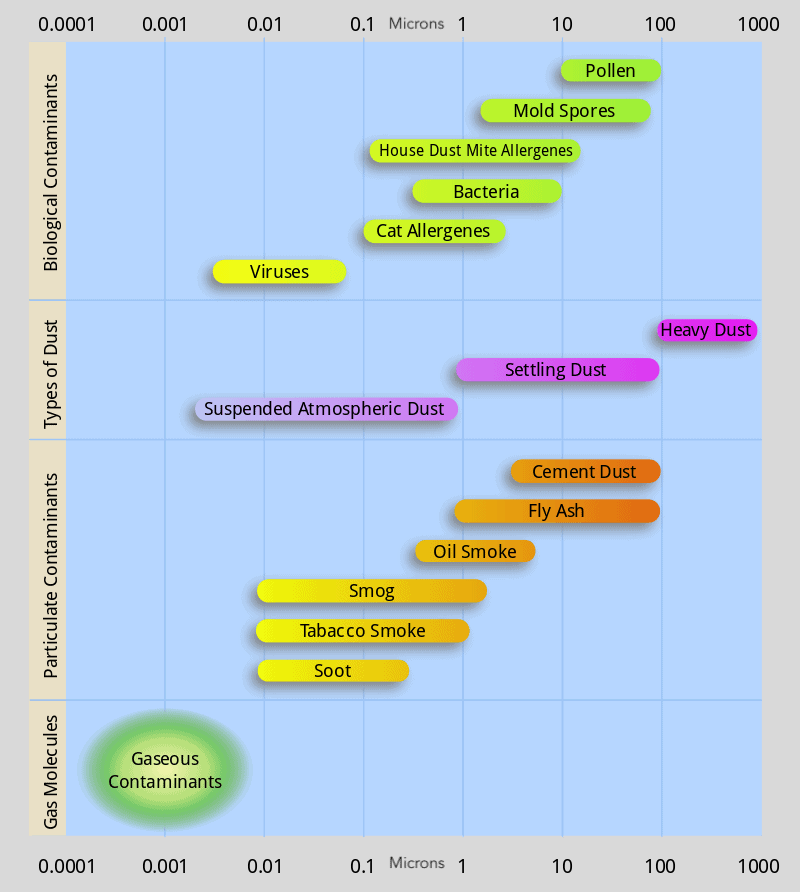 0.0001 0.001 0.01 0.1 Microns 1 10 100 1000
Biological Contaminants
Pollen
Mold Spores
House Dust Mite Allergenes
Bacteria
Cat Allergenes
Viruses
Types of Dust
Heavy Dust
Settling Dust
Suspended Atmospheric Dust
Particulate Contaminants
Cement Dust
Fly Ash
Oil Smoke
Smog
Tabacco Smoke
Soot
Gas Molecules
Gaseous
Contaminants
0.0001 0.001 0.01 0.1 Microns 1 10 100 1000